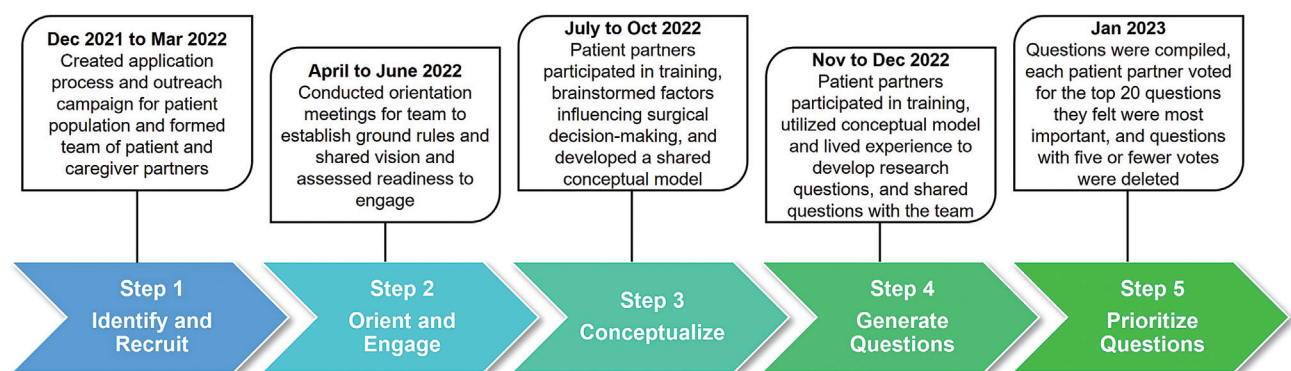 Dec 2021 to Mar 2022
Created application
process and outreach
campaign for patient
population and formed
team of patient and
caregiver partners
April to June 2022
Conducted orientation
meetings for team to
establish ground rules and
shared vision and
assessed readiness to
engage
July to Oct 2022
Patient partners
participated in training,
brainstormed factors
influencing surgical
decision-making, and
developed a shared
conceptual model
Nov to Dec 2022
Patient partners
participated in training,
utilized conceptual model
and lived experience to
develop research
questions, and shared
questions with the team
Jan 2023
Questions were compiled,
each patient partner voted
for the top 20 questions
they felt were most
important, and questions
with five or fewer votes
were deleted
Step 1
Identify and
Recruit
Step 2
Orient and
Engage
Step 3
Conceptualize
Step 4
Generate
Questions
Step 5
Prioritize
Questions